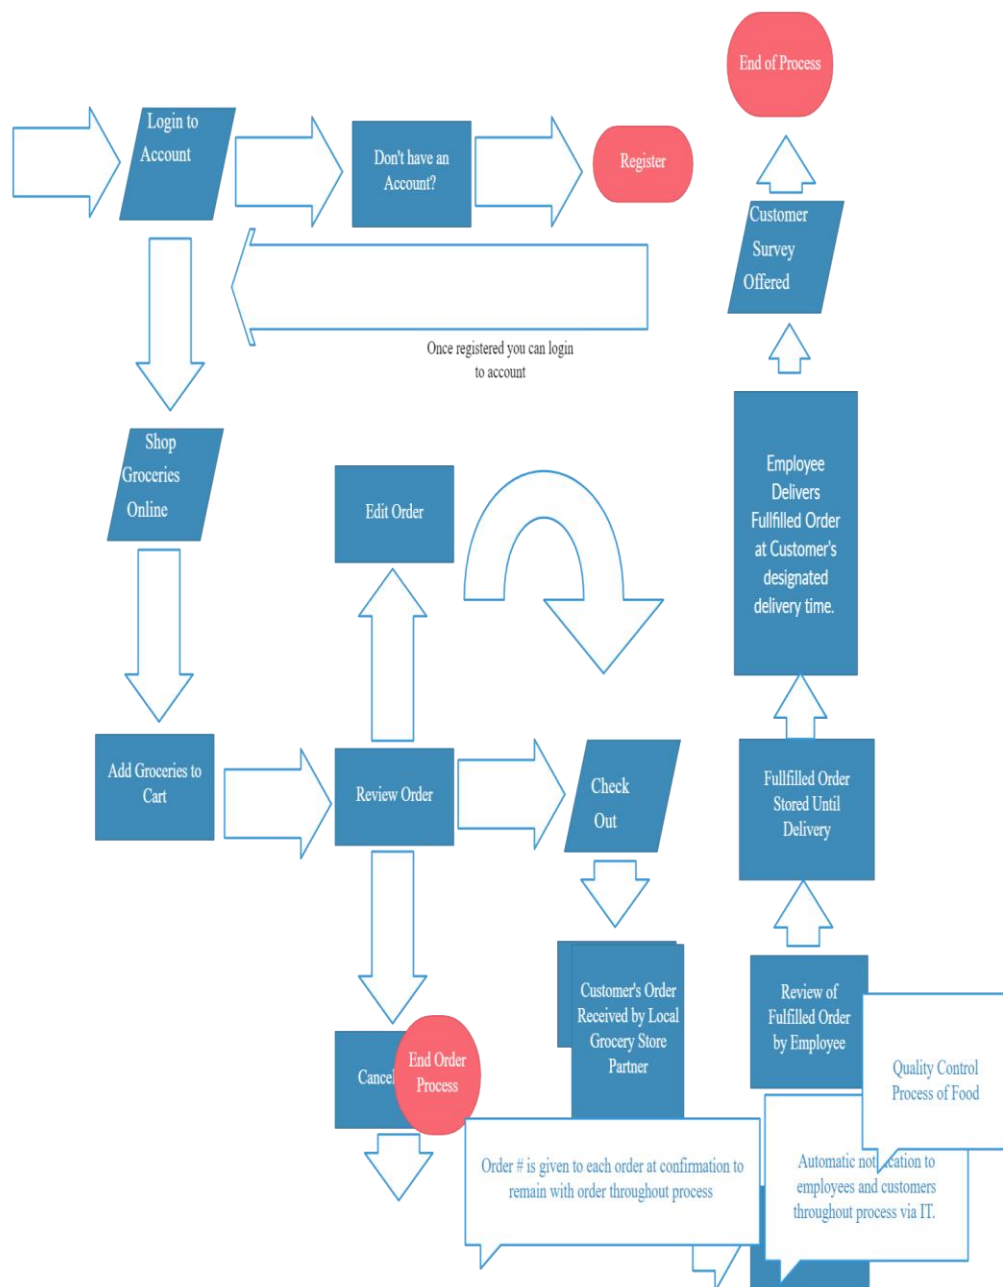 End of Process
Login to
Account
Don't have an
Account?
Register
Customer
Survey
Offered
Once registered you can login
to account
Shop
Groceries
Online
Edit Order
Employee
Delivers
Fullfilled Order
at Customer's
designated
delivery time.
Add Groceries to
Cart
Review Order
Check
Out
Fullfilled Order
Stored Until
Delivery
Customer's Order
Received by Local
Grocery Store
Partner
Review of
Fulfilled Order
by Employee
Cancel
End Order
Process
Quality Control
Process of Food
Order # is given to each order at confirmation to
remain with order throughout process
Automatic notification to
employees and customers
throughout process via IT.